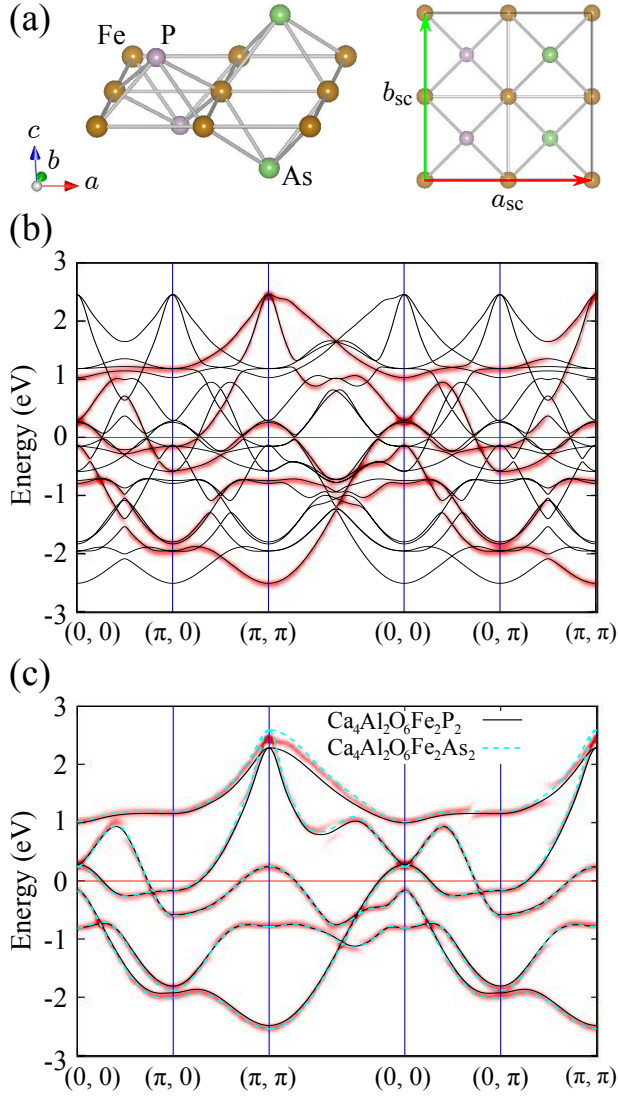 (a)
Fe P
As
c
b
a
b_sc
a_sc
(b)
3
2
1
0
-1
-2
-3
Energy (eV)
(0, 0) (π, 0) (π, π) (0, 0) (0, π) (π, π)
(c)
Ca₄Al₂O₆Fe₂P₂
Ca₄Al₂O₆Fe₂As₂
3
2
1
0
-1
-2
-3
Energy (eV)
(0, 0) (π, 0) (π, π) (0, 0) (0, π) (π, π)